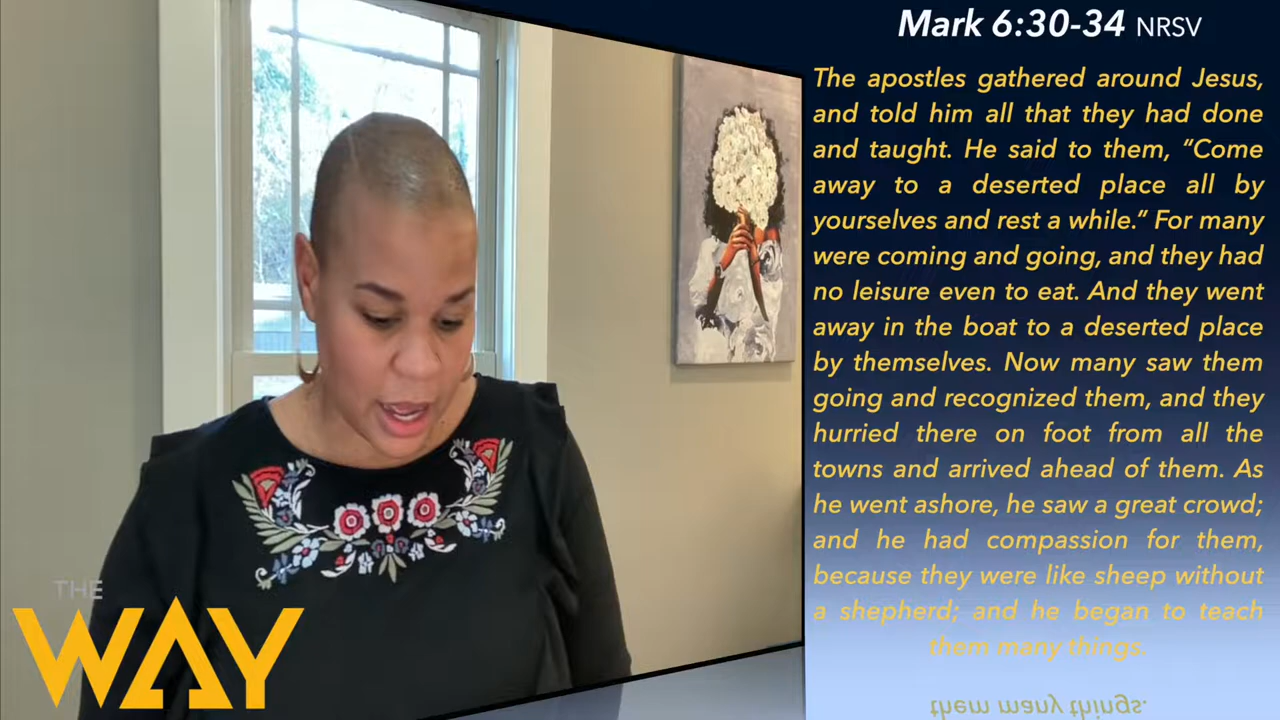 Mark 6:30-34 NRSV
The apostles gathered around Jesus,
and told him all that they had done
and taught. He said to them, “Come
away to a deserted place all by
yourselves and rest a while.” For many
were coming and going, and they had
no leisure even to eat. And they went
away in the boat to a deserted place
by themselves. Now many saw them
going and recognized them, and they
hurried there on foot from all the
towns and arrived ahead of them. As
he went ashore, he saw a great crowd;
and he had compassion for them,
because they were like sheep without
a shepherd; and he began to teach
them many things.
them many things.
THE
WAY